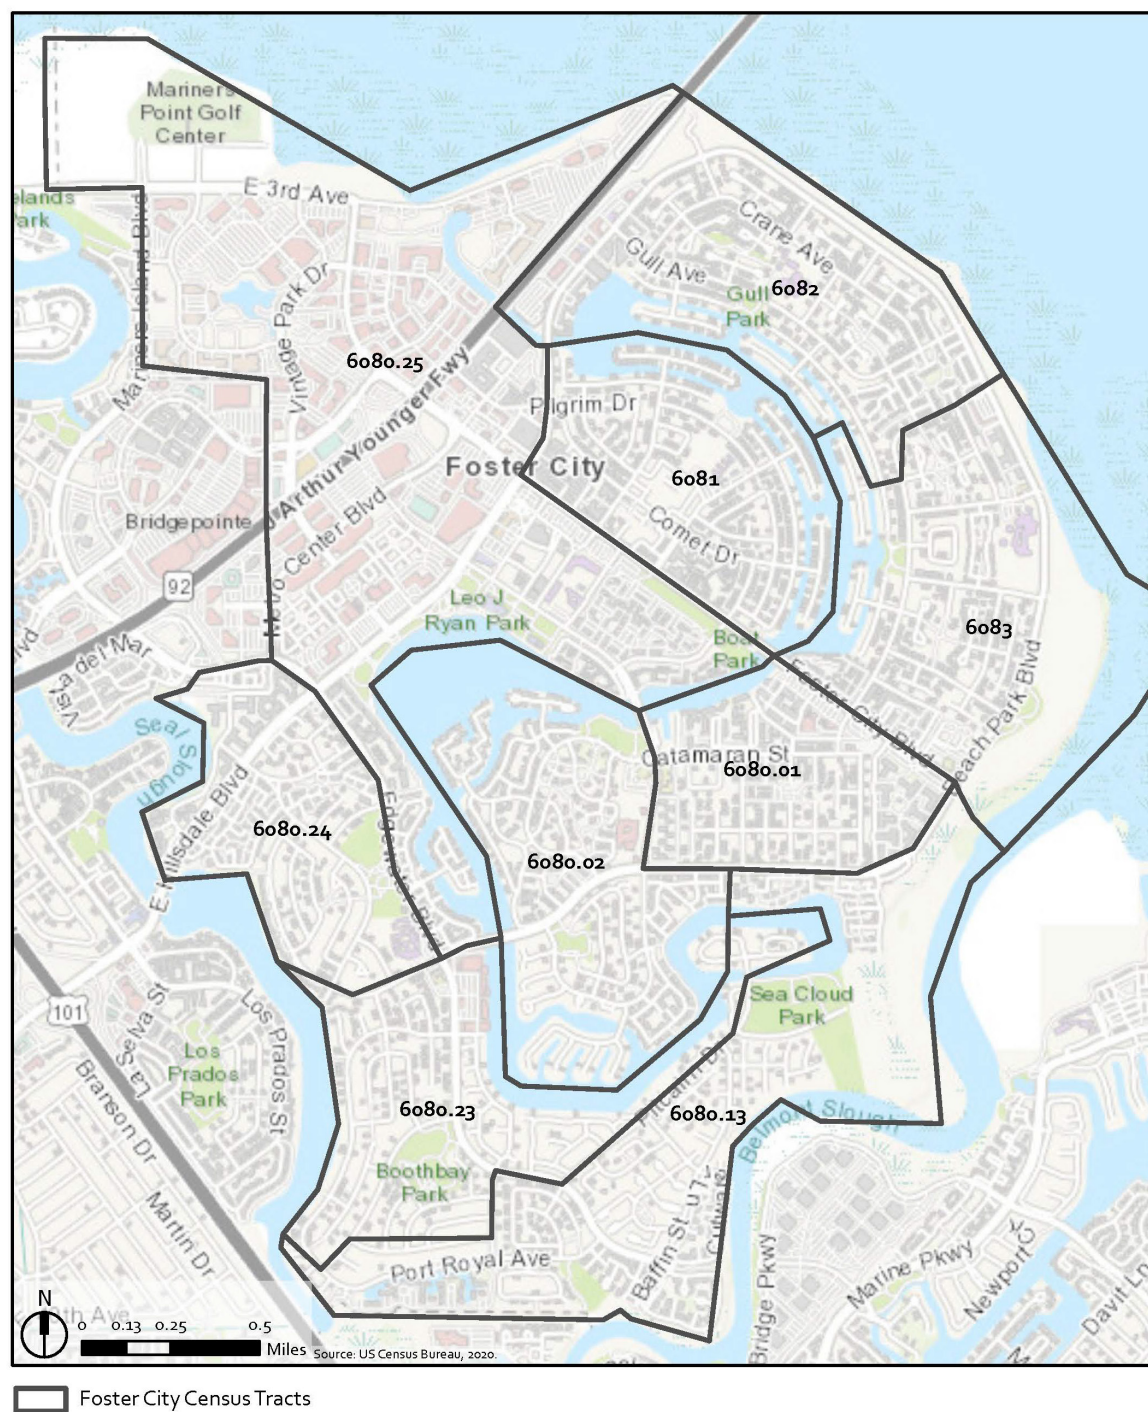 Mariners
Point Golf
Center
E 3rd Ave
elands
Park
Mariners Island Blvd
Vintage Park Dr
Crane Ave
Gull Ave
6082
Gull
Park
6080.25
J Arthur Younger Fwy
Pilgrim Dr
Foster City
6081
Comet Dr
Bridgepointe
Metro Center Blvd
92
Leo J
Ryan Park
Boat
Park
6083
Vista del Mar
Foster City Blvd
Beach Park Blvd
Seal Slough
Catamaran St
6080.01
E Hillsdale Blvd
6080.24
Edgewater Blvd
6080.02
101
La Selva St
Los Prados St
Sea Cloud
Park
Los
Prados
Park
Branson Dr
6080.23
6080.13
Belmont Slough
Boothbay
Park
Martin Dr
Port Royal Ave
Baffin St
Marine Pkwy
Newport Cir
Davit Ln
Bridge Pkwy
N
0 0.13 0.25 0.5
Miles
Source: US Census Bureau, 2020.
Foster City Census Tracts